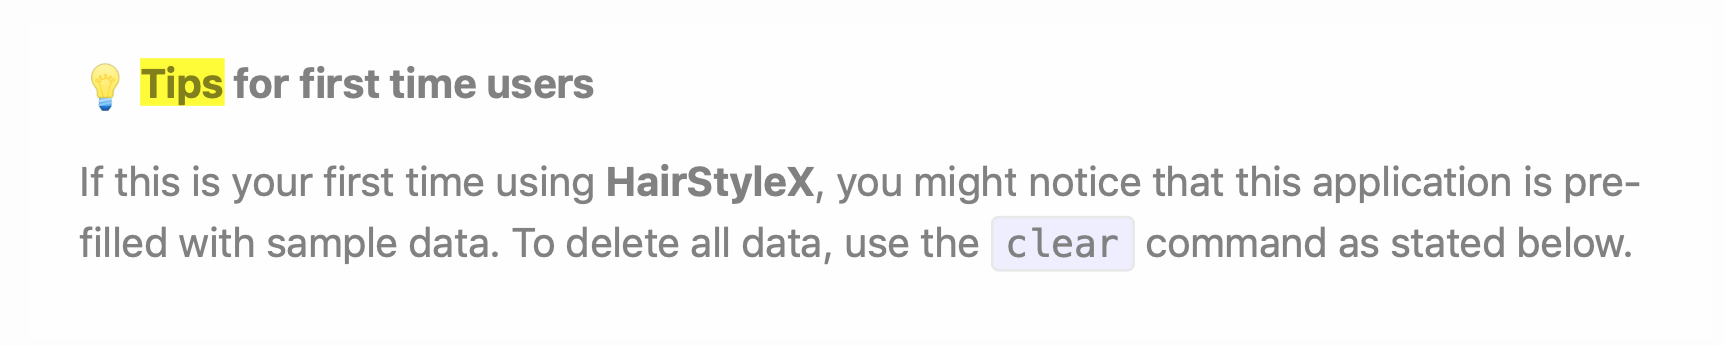 💡 Tips for first time users
If this is your first time using HairStyleX, you might notice that this application is pre-
filled with sample data. To delete all data, use the clear command as stated below.